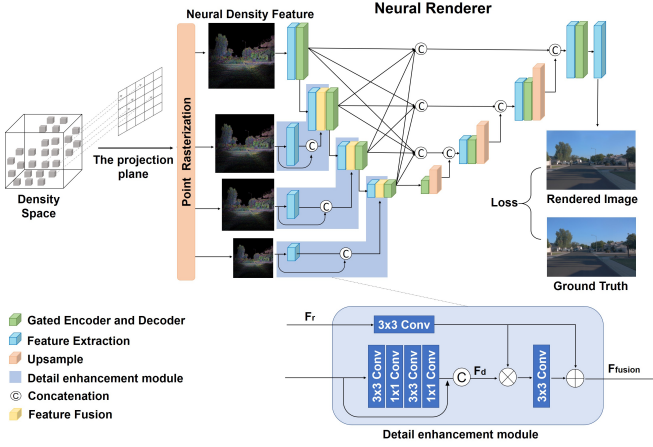 Neural Density Feature
Neural Renderer
Point Rasterization
The projection
plane
Density
Space
C
C
C
C
C
C
C
C
C
Loss
Rendered Image
Ground Truth
Gated Encoder and Decoder
Feature Extraction
Upsample
Detail enhancement module
C Concatenation
Feature Fusion
Fr
3x3 Conv
3x3 Conv
1x1 Conv
3x3 Conv
1x1 Conv
C
Fd
3x3 Conv
Ffusion
Detail enhancement module